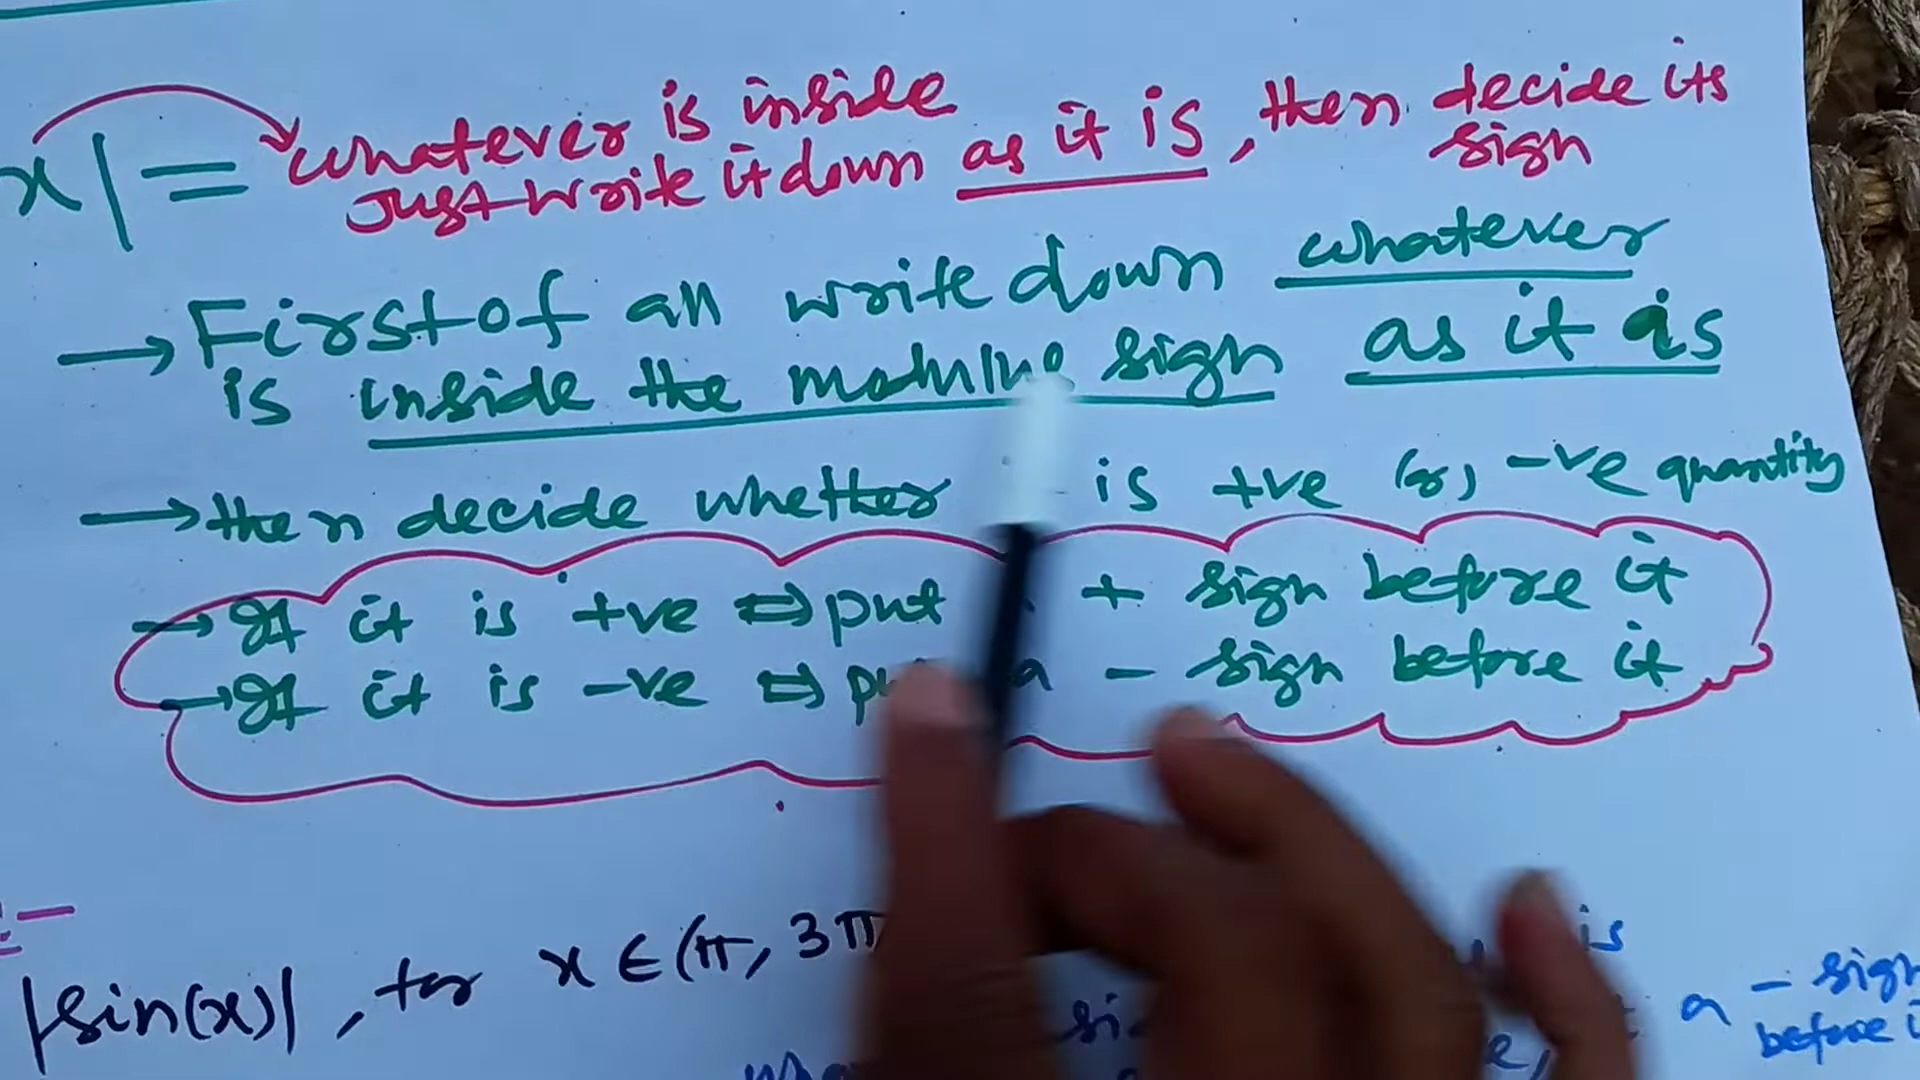 x| = whatever is inside
Just write it down as it is, then decide its
sign
→ First of all write down whatever
is inside the modulus sign as it is
→ then decide whether is +ve (or) -ve quantity
→ If it is +ve ⇔ put + sign before it
→ If it is -ve ⇔ put a - sign before it
|sin(x)|, for x ∈ (π, 3π
is
a - sign
before